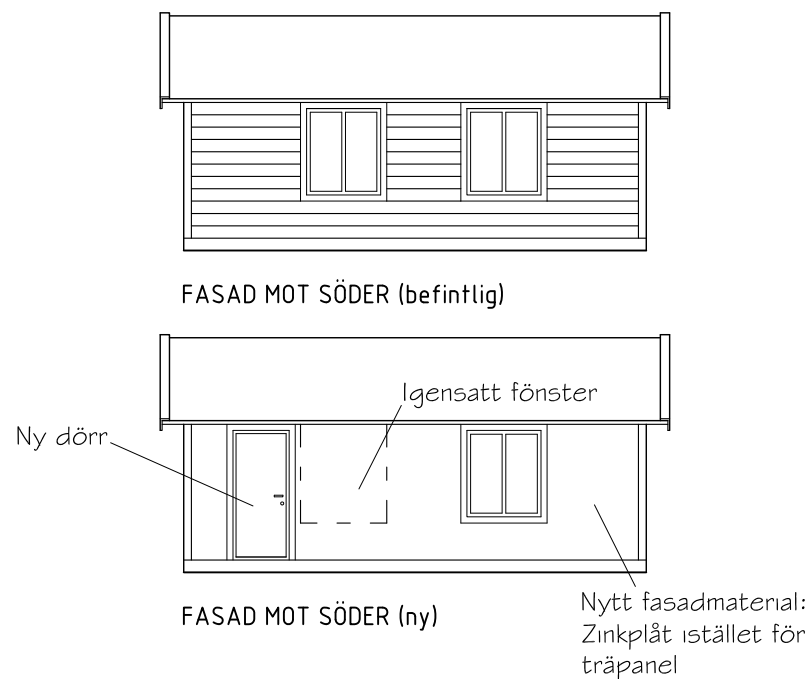 FASAD MOT SÖDER (befintlig)
Igensatt fönster
Ny dörr
FASAD MOT SÖDER (ny)
Nytt fasadmaterial:
Zinkplåt istället för
träpanel